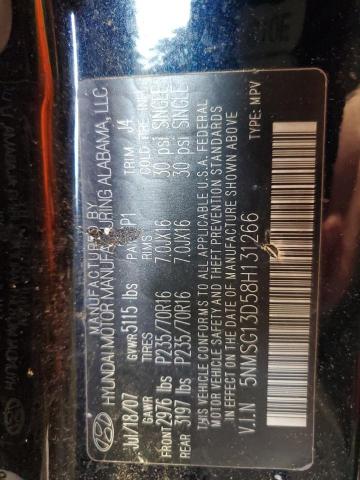 MANUFACTURED BY
HYUNDAI MOTOR MANUFACTURING ALABAMA, LLC
Jul/18/07 GVWR 5115 lbs PAINT P1 TRIM 14
GAWR TIRES RIMS COLD TIRE INF.
FRONT 2976 lbs P235/70R16 7.0JX16 30 PSI SINGLE
REAR 3197 lbs P235/70R16 7.0JX16 30 PSI SINGLE
THIS VEHICLE CONFORMS TO ALL APPLICABLE U.S.A. FEDERAL
MOTOR VEHICLE SAFETY AND THEFT PREVENTION STANDARDS
IN EFFECT ON THE DATE OF MANUFACTURE SHOWN ABOVE
V.I.N 5NMSG13D58H131266 TYPE: MPV